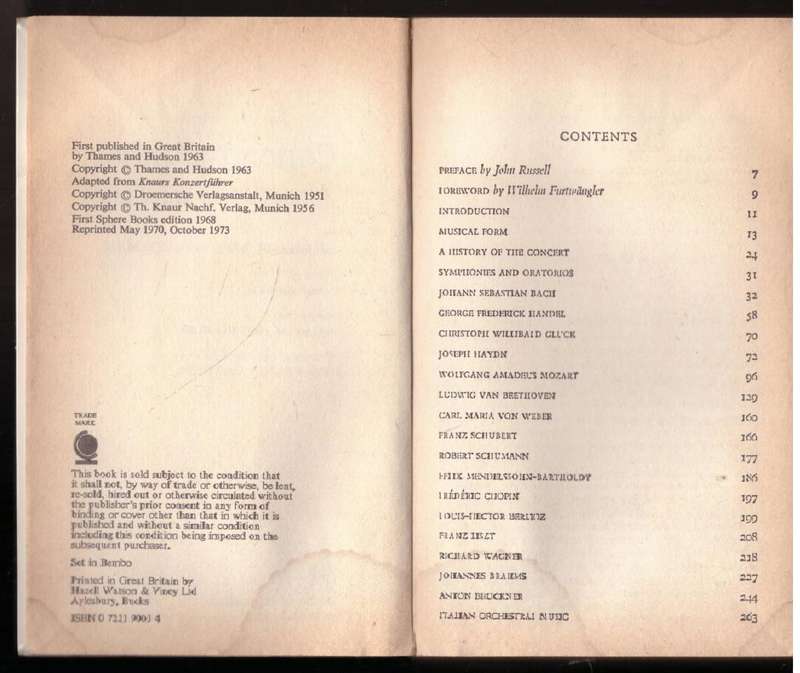 First published in Great Britain
by Thames and Hudson 1963
Copyright © Thames and Hudson 1963
Adapted from Knaurs Konzertführer
Copyright © Droemersche Verlagsanstalt, Munich 1951
Copyright © Th. Knaur Nachf. Verlag, Munich 1956
First Sphere Books edition 1968
Reprinted May 1970, October 1973
TRADE
MARK
This book is sold subject to the condition that
it shall not, by way of trade or otherwise, be lent,
re-sold, hired out or otherwise circulated without
the publisher's prior consent in any form of
binding or cover other than that in which it is
published and without a similar condition
including this condition being imposed on the
subsequent purchaser.
Set in Bembo
Printed in Great Britain by
Hazell Watson & Viney Ltd
Aylesbury, Bucks
ISBN 0 7221
CONTENTS
PREFACE by John Russell 7
FOREWORD by Wilhelm Furtwängler 9
INTRODUCTION 11
MUSICAL FORM 13
A HISTORY OF THE CONCERT 24
SYMPHONIES AND ORATORIOS 31
JOHANN SEBASTIAN BACH 32
GEORGE FREDERICK HANDEL 58
CHRISTOPH WILLIBALD GLUCK 70
JOSEPH HAYDN 72
WOLFGANG AMADEUS MOZART 96
LUDWIG VAN BEETHOVEN 129
CARL MARIA VON WEBER 160
FRANZ SCHUBERT 166
ROBERT SCHUMANN 177
FELIX MENDELSSOHN-BARTHOLDY 186
FRÉDÉRIC CHOPIN 197
LOUIS-HECTOR BERLIOZ 199
FRANZ LISZT 208
RICHARD WAGNER 218
JOHANNES BRAHMS 227
ANTON BRUCKNER 244
ITALIAN ORCHESTRAL MUSIC 263